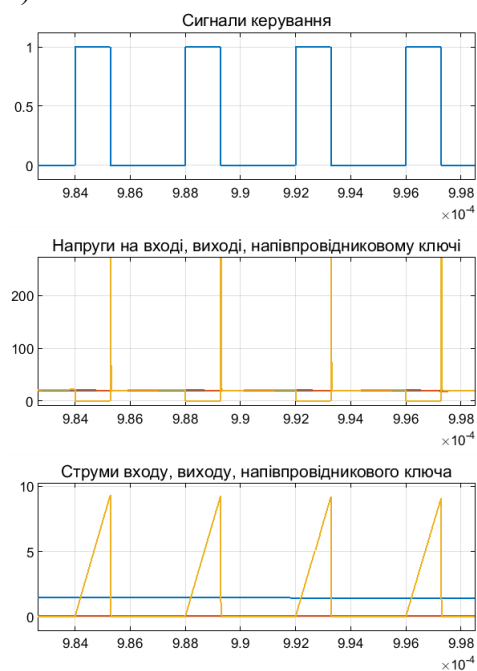 Сигнали керування
1
0.5
0
9.84 9.86 9.88 9.9 9.92 9.94 9.96 9.98
×10⁻⁴
Напруги на вході, виході, напівпровідниковому ключі
200
100
0
9.84 9.86 9.88 9.9 9.92 9.94 9.96 9.98
×10⁻⁴
Струми входу, виходу, напівпровідникового ключа
10
5
0
9.84 9.86 9.88 9.9 9.92 9.94 9.96 9.98
×10⁻⁴